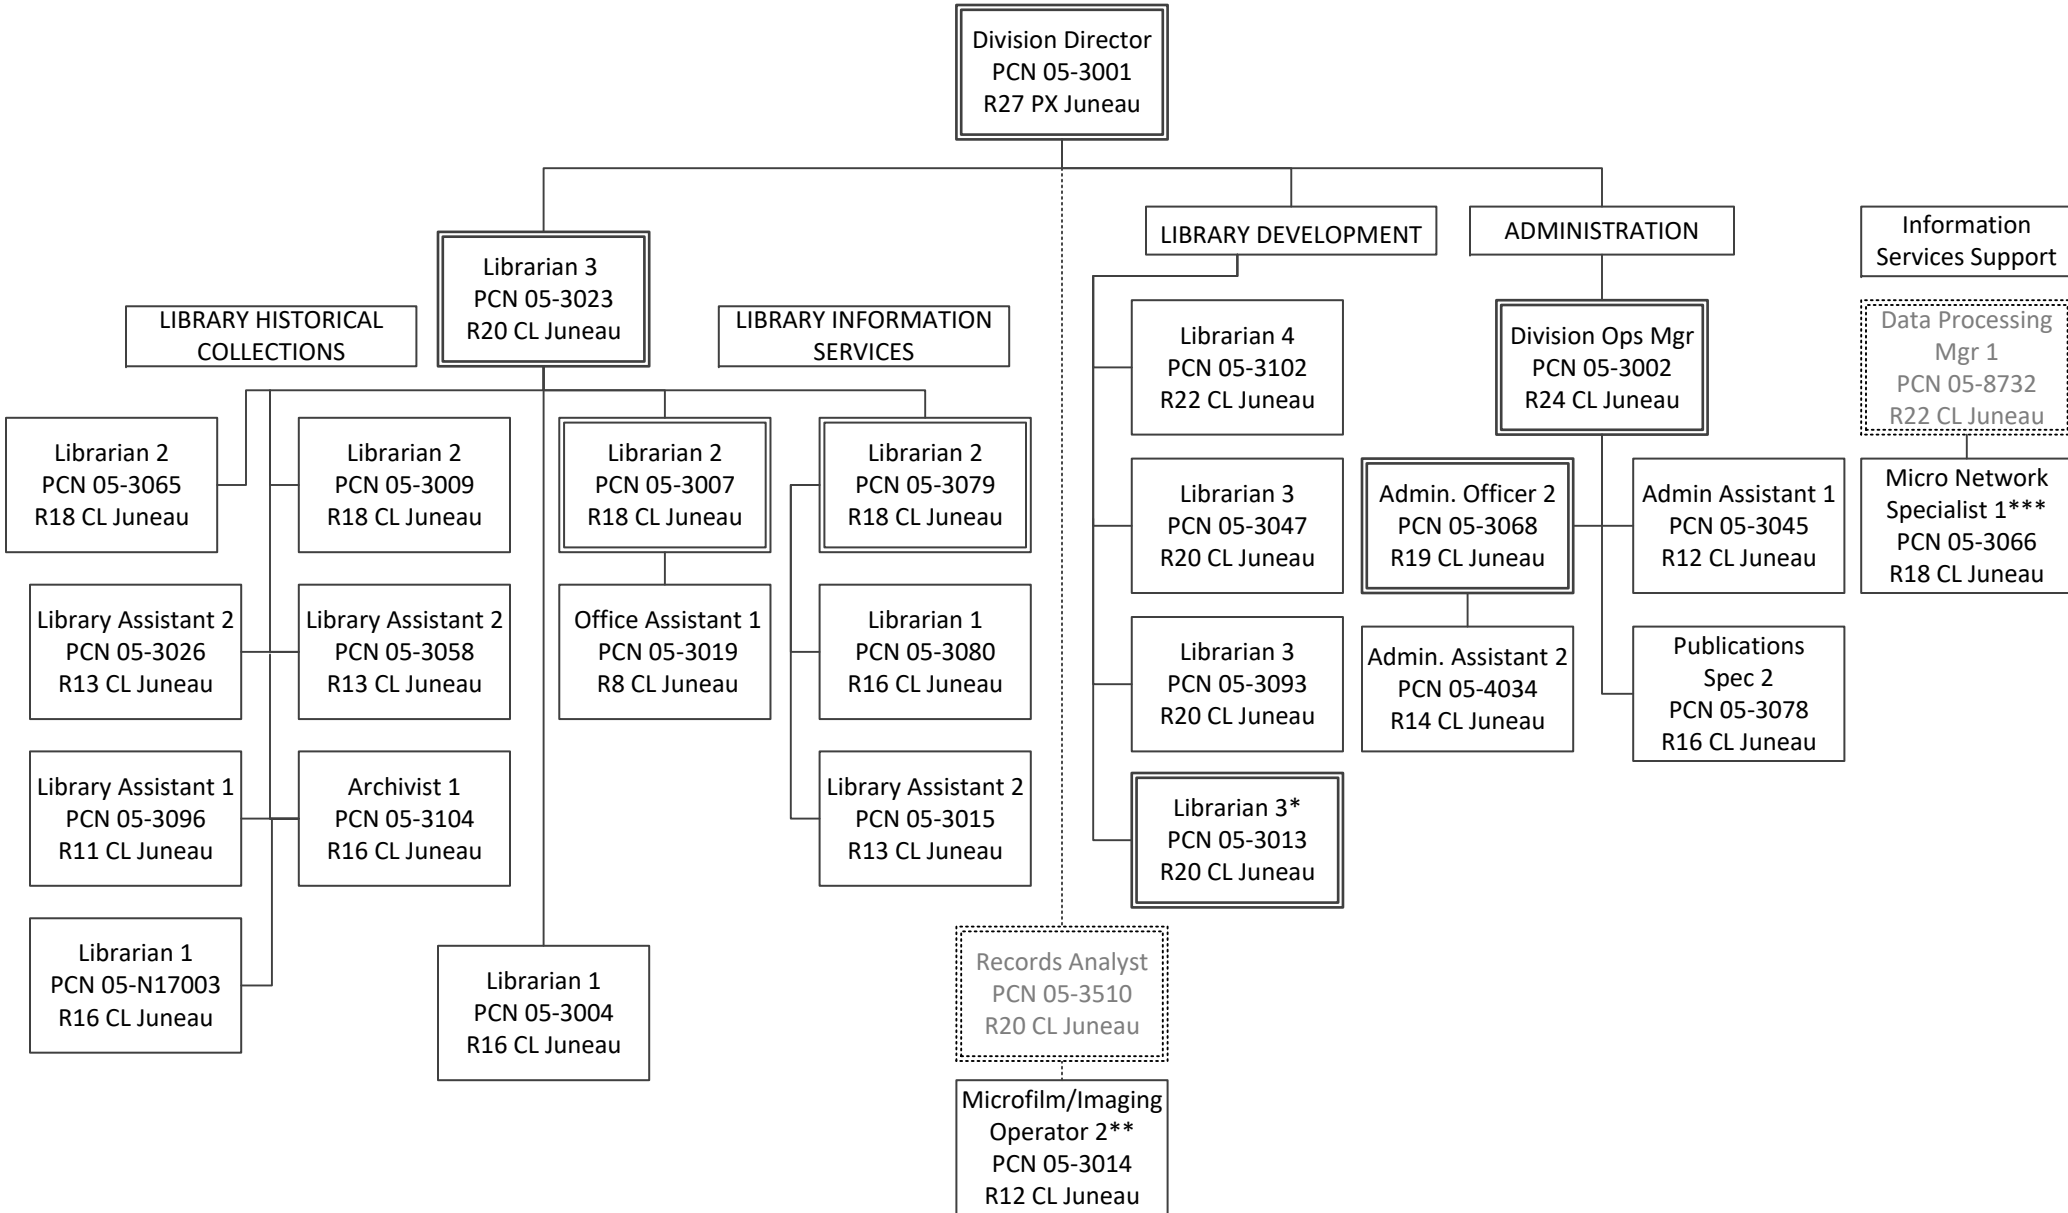 Division Director
PCN 05-3001
R27 PX Juneau
LIBRARY DEVELOPMENT
ADMINISTRATION
Information
Services Support
Librarian 3
PCN 05-3023
R20 CL Juneau
LIBRARY HISTORICAL
COLLECTIONS
LIBRARY INFORMATION
SERVICES
Librarian 4
PCN 05-3102
R22 CL Juneau
Division Ops Mgr
PCN 05-3002
R24 CL Juneau
Data Processing
Mgr 1
PCN 05-8732
R22 CL Juneau
Librarian 2
PCN 05-3065
R18 CL Juneau
Librarian 2
PCN 05-3009
R18 CL Juneau
Librarian 2
PCN 05-3007
R18 CL Juneau
Librarian 2
PCN 05-3079
R18 CL Juneau
Librarian 3
PCN 05-3047
R20 CL Juneau
Admin. Officer 2
PCN 05-3068
R19 CL Juneau
Admin Assistant 1
PCN 05-3045
R12 CL Juneau
Micro Network
Specialist 1***
PCN 05-3066
R18 CL Juneau
Library Assistant 2
PCN 05-3026
R13 CL Juneau
Library Assistant 2
PCN 05-3058
R13 CL Juneau
Office Assistant 1
PCN 05-3019
R8 CL Juneau
Librarian 1
PCN 05-3080
R16 CL Juneau
Librarian 3
PCN 05-3093
R20 CL Juneau
Admin. Assistant 2
PCN 05-4034
R14 CL Juneau
Publications
Spec 2
PCN 05-3078
R16 CL Juneau
Library Assistant 1
PCN 05-3096
R11 CL Juneau
Archivist 1
PCN 05-3104
R16 CL Juneau
Library Assistant 2
PCN 05-3015
R13 CL Juneau
Librarian 3*
PCN 05-3013
R20 CL Juneau
Librarian 1
PCN 05-N17003
R16 CL Juneau
Librarian 1
PCN 05-3004
R16 CL Juneau
Records Analyst
PCN 05-3510
R20 CL Juneau
Microfilm/Imaging
Operator 2**
PCN 05-3014
R12 CL Juneau